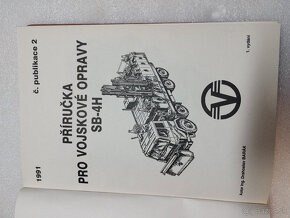 č. publikace 2
1991
PŘÍRUČKA
PRO VOJSKOVÉ OPRAVY
SB-4H
1. vydání